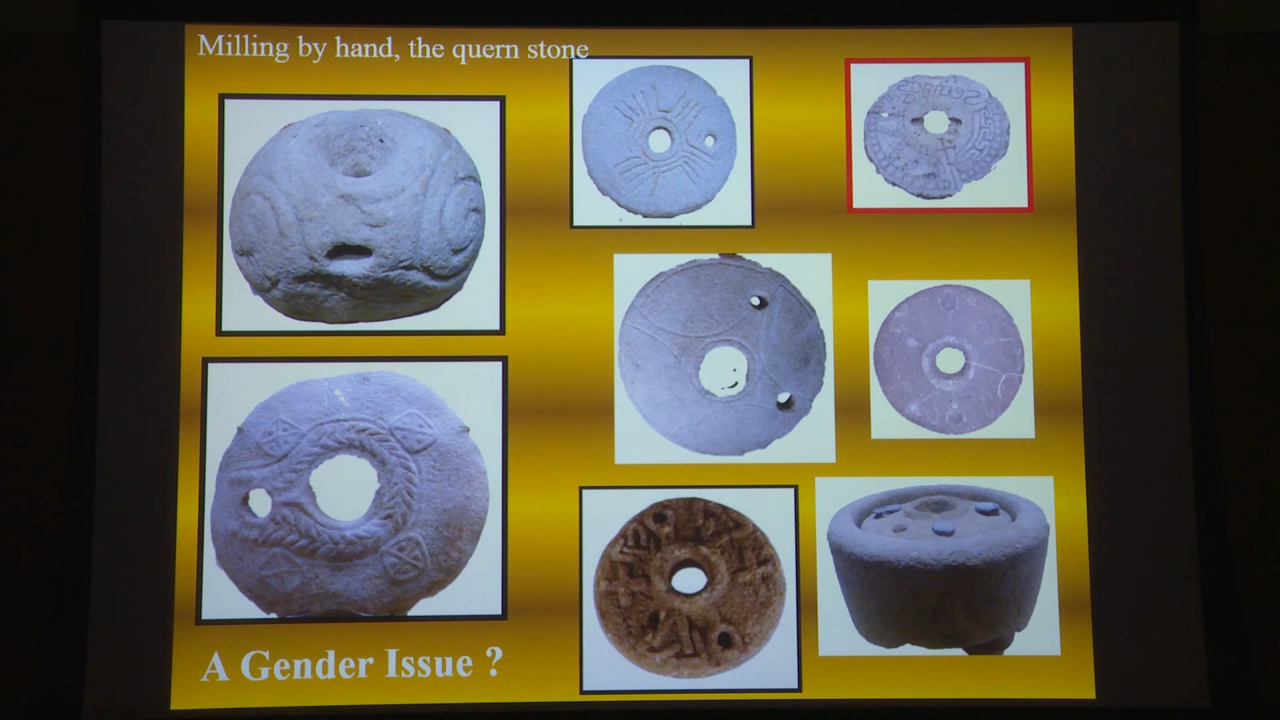 Milling by hand, the quern stone
A Gender Issue ?